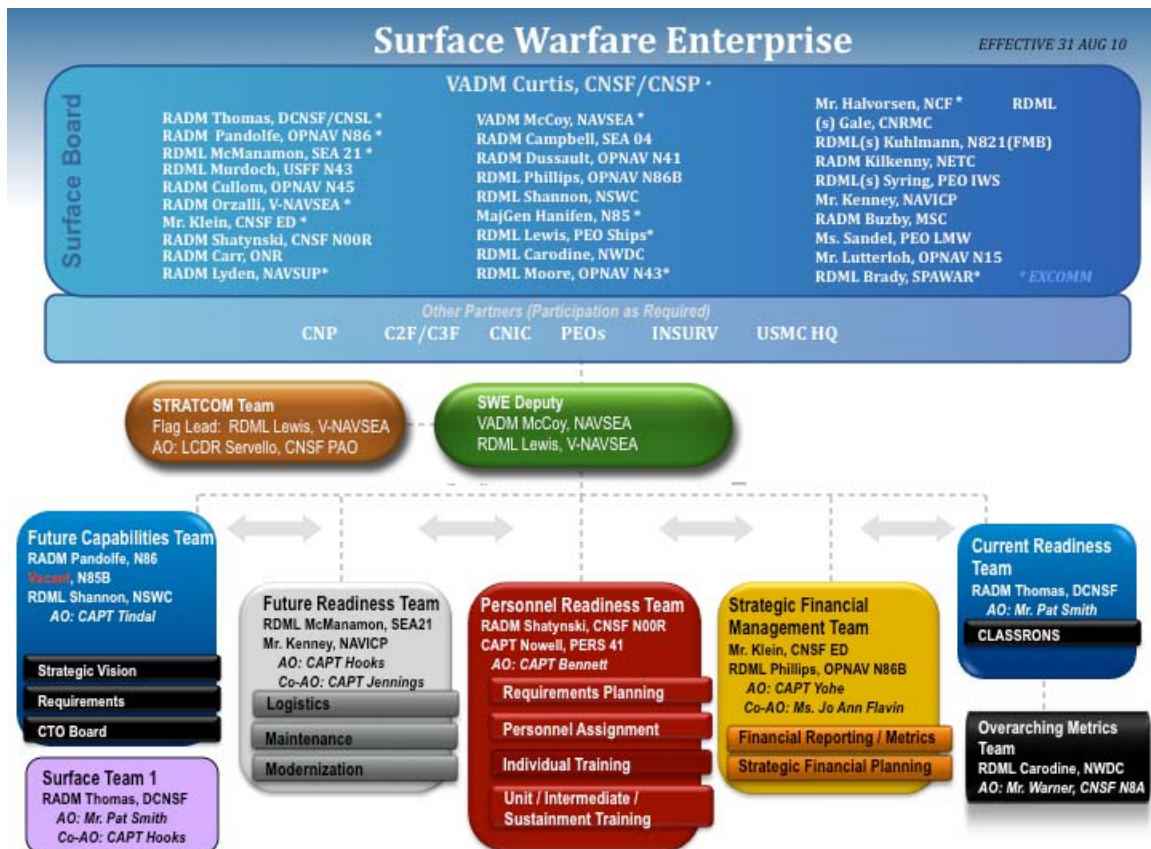 Surface Warfare Enterprise
EFFECTIVE 31 AUG 10
Surface Board
VADM Curtis, CNSF/CNSP *
RADM Thomas, DCNSF/CNSL *
RADM Pandolfe, OPNAV N86 *
RDML McManamon, SEA 21 *
RDML Murdoch, USFF N43
RADM Cullom, OPNAV N45
RADM Orzalli, V-NAVSEA *
Mr. Klein, CNSF ED *
RADM Shatynski, CNSF N00R
RADM Carr, ONR
RADM Lyden, NAVSUP*
VADM McCoy, NAVSEA *
RADM Campbell, SEA 04
RADM Dussault, OPNAV N41
RDML Phillips, OPNAV N86B
RDML Shannon, NSWC
MajGen Hanifen, N85 *
RDML Lewis, PEO Ships*
RDML Carodine, NWDC
RDML Moore, OPNAV N43*
Mr. Halvorsen, NCF * RDML
(s) Gale, CNRMC
RDML(s) Kuhlmann, N821(FMB)
RADM Kilkenny, NETC
RDML(s) Syring, PEO IWS
Mr. Kenney, NAVICP
RADM Buzby, MSC
Ms. Sandel, PEO LMW
Mr. Lutterloh, OPNAV N15
RDML Brady, SPAWAR*
* EXCOMM
Other Partners (Participation as Required)
CNP C2F/C3F CNIC PEOs INSURV USMC HQ
STRATCOM Team
Flag Lead: RDML Lewis, V-NAVSEA
AO: LCDR Servello, CNSF PAO
SWE Deputy
VADM McCoy, NAVSEA
RDML Lewis, V-NAVSEA
Future Capabilities Team
RADM Pandolfe, N86
Vacant, N85B
RDML Shannon, NSWC
AO: CAPT Tindal
Strategic Vision
Requirements
CTO Board
Surface Team 1
RADM Thomas, DCNSF
AO: Mr. Pat Smith
Co-AO: CAPT Hooks
Future Readiness Team
RDML McManamon, SEA21
Mr. Kenney, NAVICP
AO: CAPT Hooks
Co-AO: CAPT Jennings
Logistics
Maintenance
Modernization
Personnel Readiness Team
RADM Shatynski, CNSF N00R
CAPT Nowell, PERS 41
AO: CAPT Bennett
Requirements Planning
Personnel Assignment
Individual Training
Unit / Intermediate /
Sustainment Training
Strategic Financial
Management Team
Mr. Klein, CNSF ED
RDML Phillips, OPNAV N86B
AO: CAPT Yohe
Co-AO: Ms. Jo Ann Flavin
Financial Reporting / Metrics
Strategic Financial Planning
Current Readiness
Team
RADM Thomas, DCNSF
AO: Mr. Pat Smith
CLASSRONS
Overarching Metrics
Team
RDML Carodine, NWDC
AO: Mr. Warner, CNSF N8A